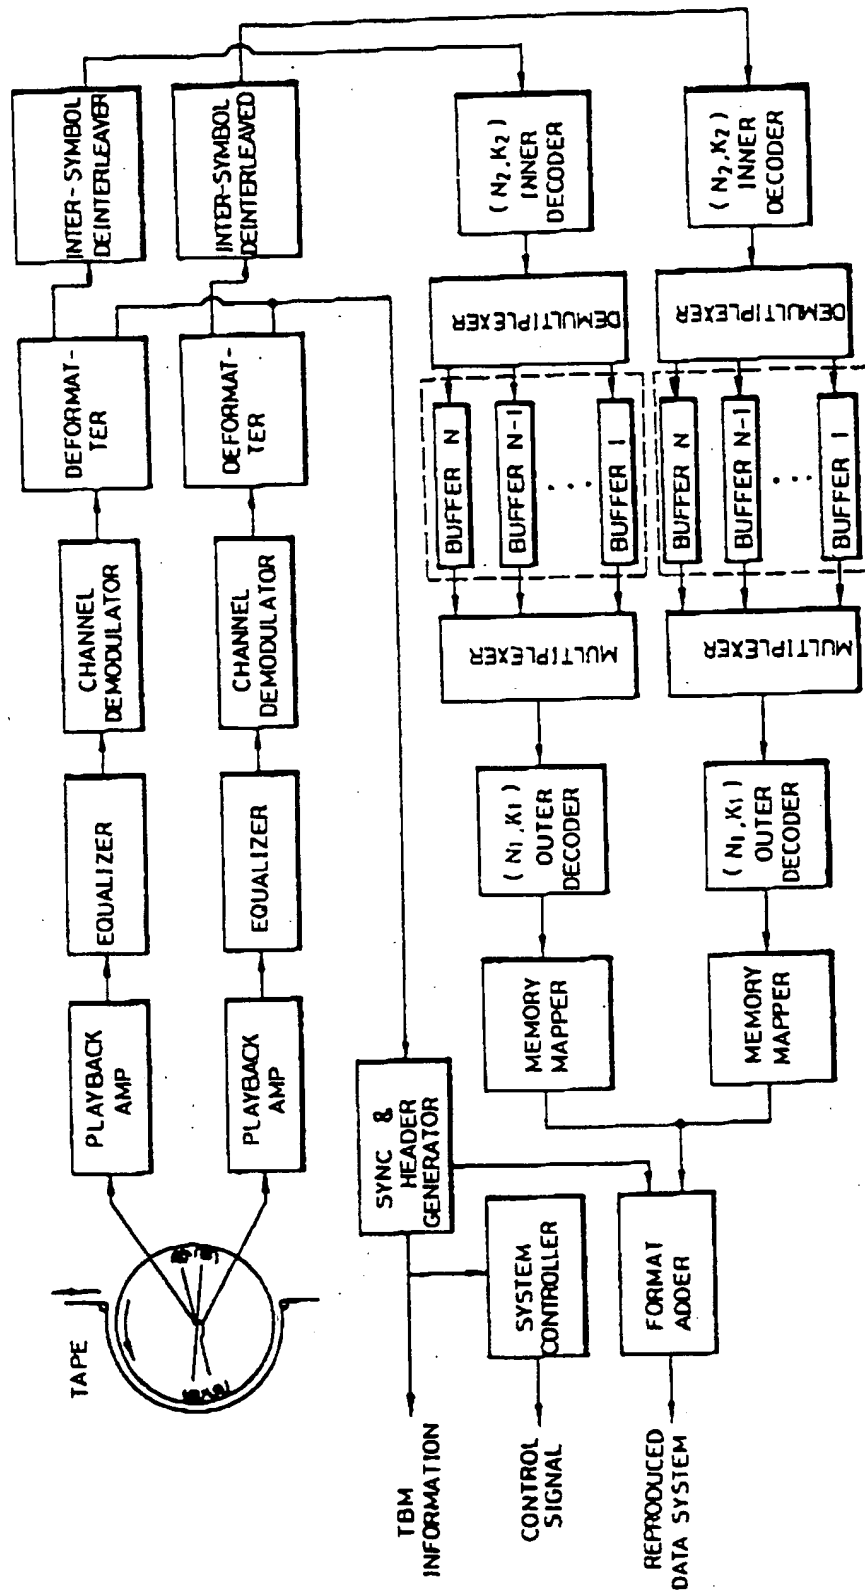 TAPE
PLAYBACK
AMP
EQUALIZER
CHANNEL
DEMODULATOR
DEFORMAT-
TER
INTER-SYMBOL
DEINTERLEAVER
PLAYBACK
AMP
EQUALIZER
CHANNEL
DEMODULATOR
DEFORMAT-
TER
INTER-SYMBOL
DEINTERLEAVED
SYNC &
HEADER
GENERATOR
TBM
INFORMATION
SYSTEM
CONTROLLER
CONTROL
SIGNAL
FORMAT
ADDER
REPRODUCED
DATA SYSTEM
MEMORY
MAPPER
(N1,K1)
OUTER
DECODER
MULTIPLEXER
BUFFER N
BUFFER N-1
...
BUFFER 1
DEMULTIPLEXER
(N2,K2)
INNER
DECODER
MEMORY
MAPPER
(N1,K1)
OUTER
DECODER
MULTIPLEXER
BUFFER N
BUFFER N-1
...
BUFFER 1
DEMULTIPLEXER
(N2,K2)
INNER
DECODER